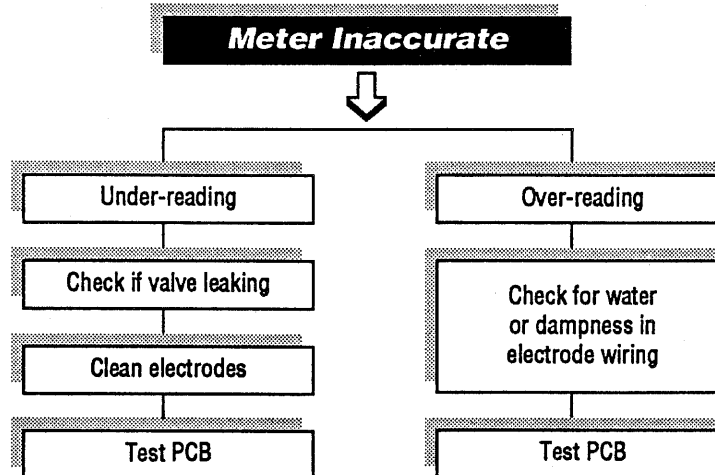 Meter Inaccurate
Under-reading
Check if valve leaking
Clean electrodes
Test PCB
Over-reading
Check for water
or dampness in
electrode wiring
Test PCB